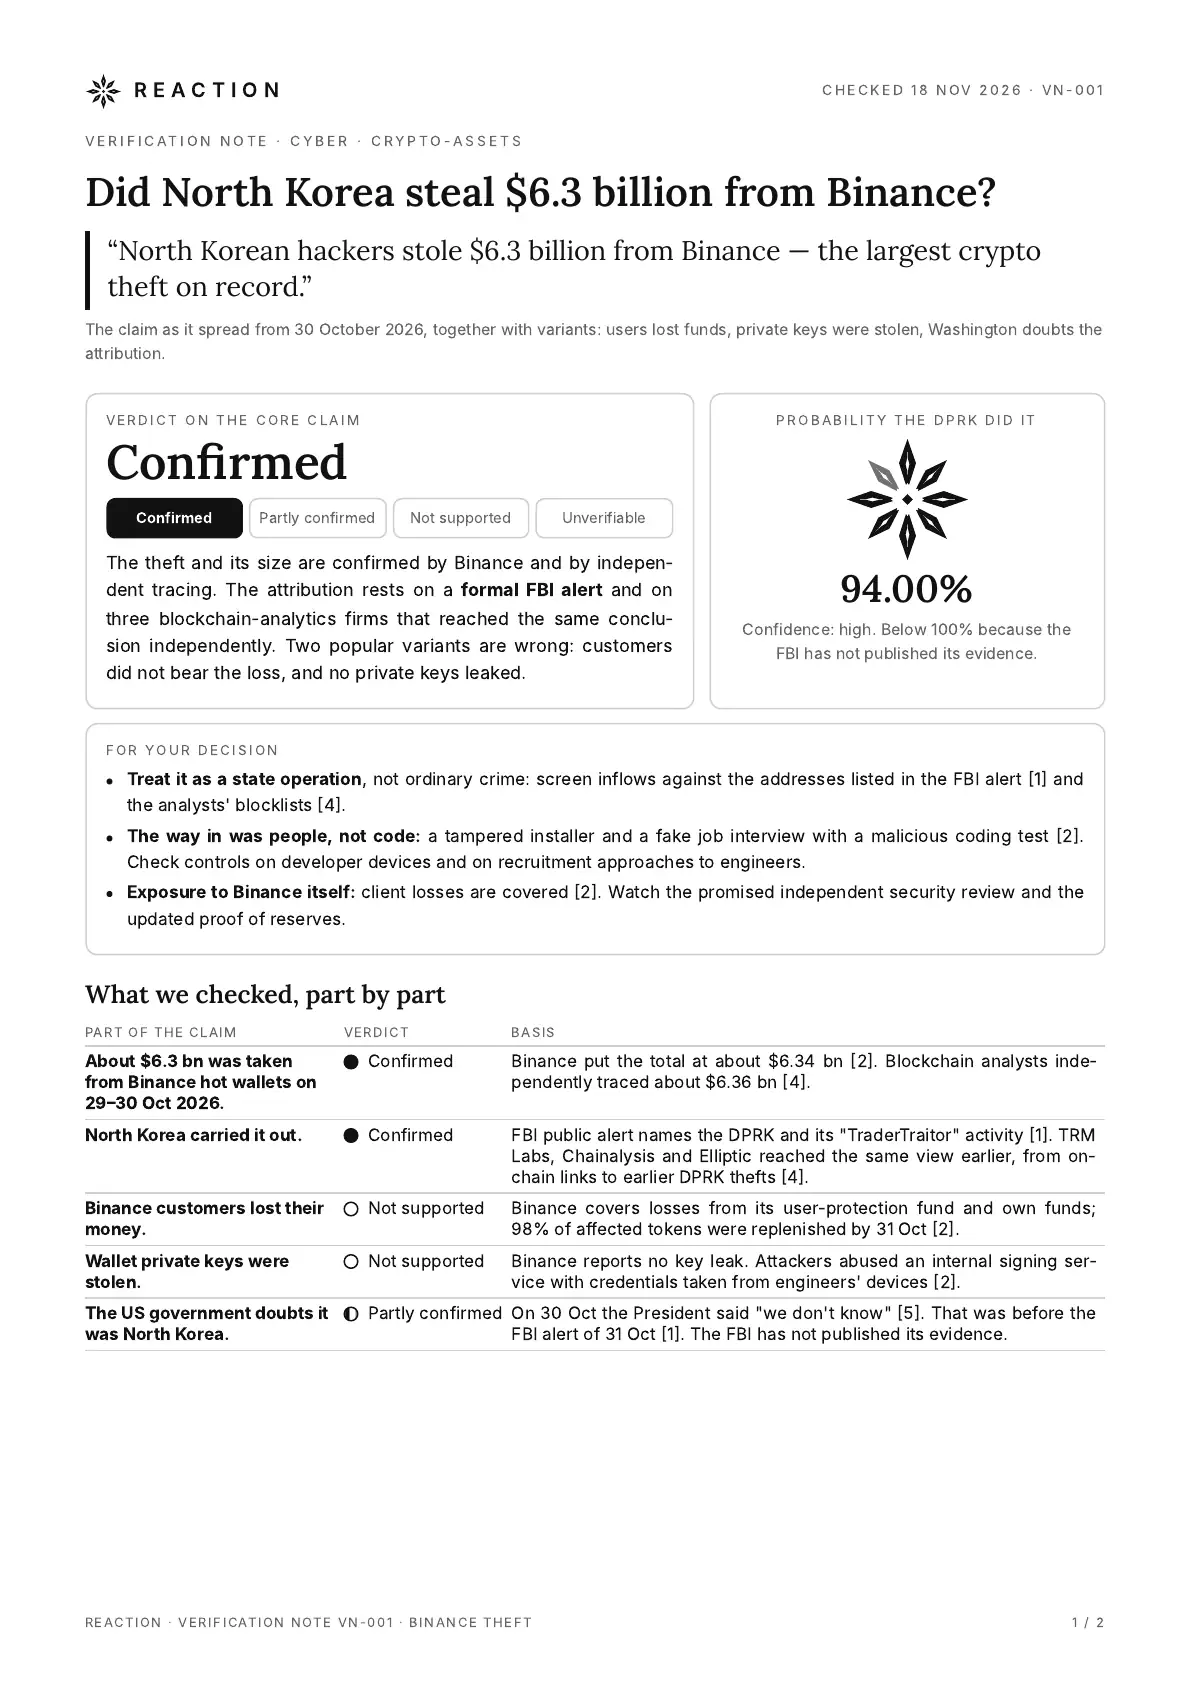 REACTION
CHECKED 18 NOV 2026 · VN-001
VERIFICATION NOTE · CYBER · CRYPTO-ASSETS
Did North Korea steal $6.3 billion from Binance?
“North Korean hackers stole $6.3 billion from Binance — the largest crypto
theft on record.”
The claim as it spread from 30 October 2026, together with variants: users lost funds, private keys were stolen, Washington doubts the
attribution.
VERDICT ON THE CORE CLAIM
Confirmed
Confirmed
Partly confirmed
Not supported
Unverifiable
The theft and its size are confirmed by Binance and by indepen-
dent tracing. The attribution rests on a formal FBI alert and on
three blockchain-analytics firms that reached the same conclu-
sion independently. Two popular variants are wrong: customers
did not bear the loss, and no private keys leaked.
PROBABILITY THE DPRK DID IT
94.00%
Confidence: high. Below 100% because the
FBI has not published its evidence.
FOR YOUR DECISION
• Treat it as a state operation, not ordinary crime: screen inflows against the addresses listed in the FBI alert [1] and
the analysts' blocklists [4].
• The way in was people, not code: a tampered installer and a fake job interview with a malicious coding test [2].
Check controls on developer devices and on recruitment approaches to engineers.
• Exposure to Binance itself: client losses are covered [2]. Watch the promised independent security review and the
updated proof of reserves.
What we checked, part by part
PART OF THE CLAIM
VERDICT
BASIS
About $6.3 bn was taken
from Binance hot wallets on
29–30 Oct 2026.
Confirmed
Binance put the total at about $6.34 bn [2]. Blockchain analysts inde-
pendently traced about $6.36 bn [4].
North Korea carried it out.
Confirmed
FBI public alert names the DPRK and its "TraderTraitor" activity [1]. TRM
Labs, Chainalysis and Elliptic reached the same view earlier, from on-
chain links to earlier DPRK thefts [4].
Binance customers lost their
money.
Not supported
Binance covers losses from its user-protection fund and own funds;
98% of affected tokens were replenished by 31 Oct [2].
Wallet private keys were
stolen.
Not supported
Binance reports no key leak. Attackers abused an internal signing ser-
vice with credentials taken from engineers' devices [2].
The US government doubts it
was North Korea.
Partly confirmed
On 30 Oct the President said "we don't know" [5]. That was before the
FBI alert of 31 Oct [1]. The FBI has not published its evidence.
REACTION · VERIFICATION NOTE VN-001 · BINANCE THEFT
1 / 2